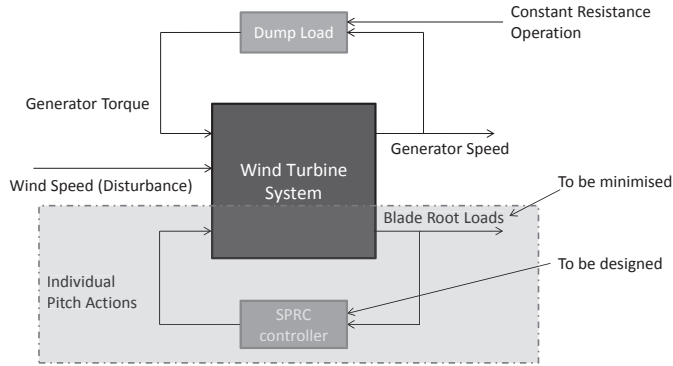 Constant Resistance
Operation
Dump Load
Generator Torque
Generator Speed
Wind Turbine
System
Wind Speed (Disturbance)
To be minimised
Blade Root Loads
To be designed
Individual
Pitch Actions
SPRC
controller